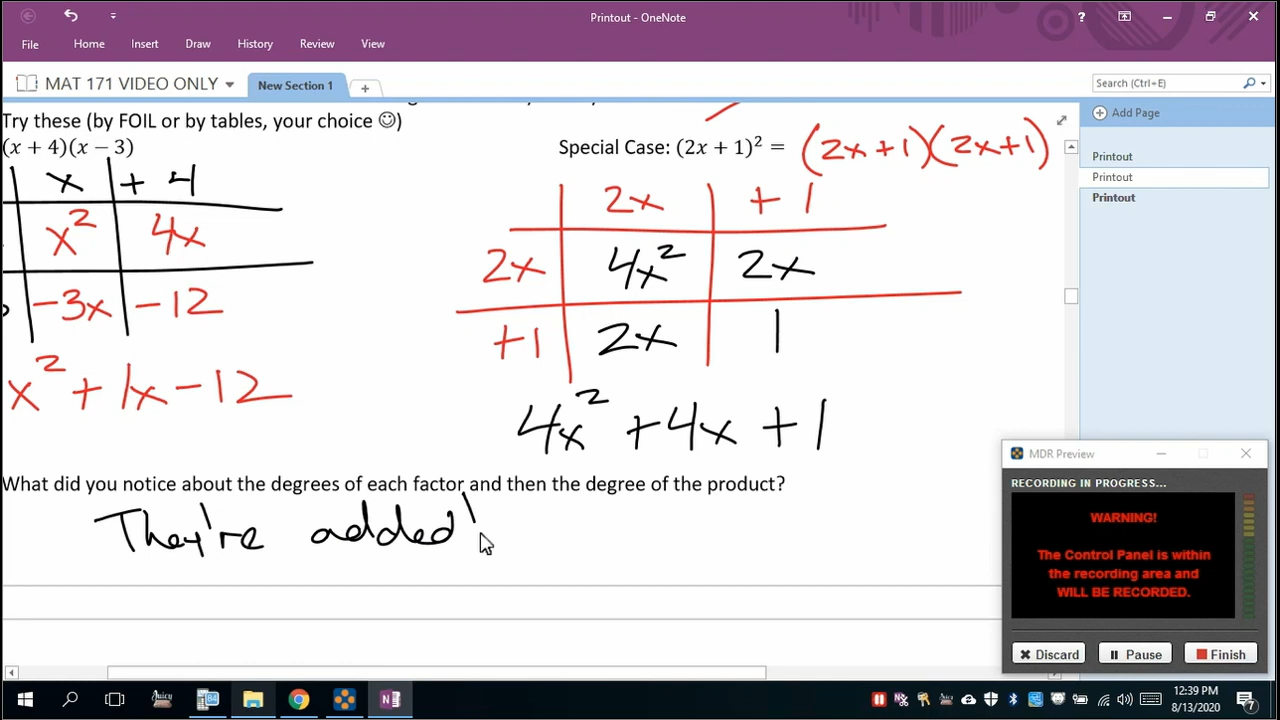 Printout - OneNote
?
File Home Insert Draw History Review View
MAT 171 VIDEO ONLY New Section 1 +
Search (Ctrl+E)
Add Page
Printout
Printout
Printout
Try these (by FOIL or by tables, your choice ☺)
(x + 4)(x − 3)
x + 4
x² 4x
-3x -12
x² + 1x - 12
Special Case: (2x + 1)² = (2x+1)(2x+1)
2x + 1
2x 4x² 2x
+1 2x 1
4x² + 4x + 1
What did you notice about the degrees of each factor and then the degree of the product?
They're added
MDR Preview
RECORDING IN PROGRESS...
WARNING!
The Control Panel is within
the recording area and
WILL BE RECORDED.
Discard Pause Finish
Juicy
12:39 PM
8/13/2020
7